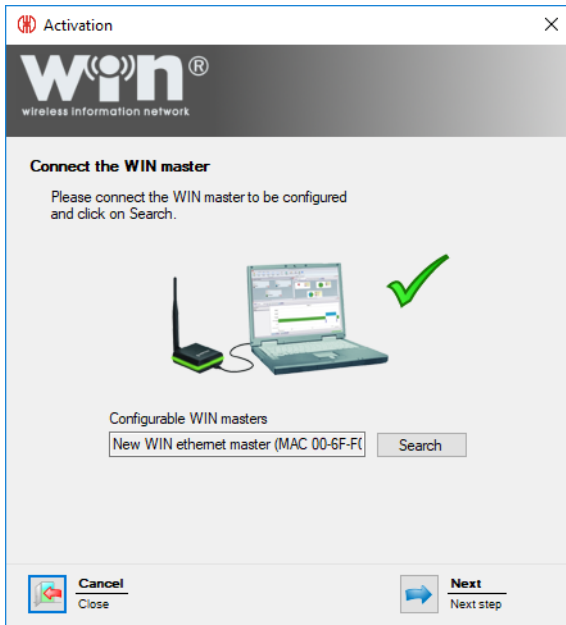 Activation
WiN®
wireless information network
Connect the WIN master
Please connect the WIN master to be configured
and click on Search.
Configurable WIN masters
New WIN ethernet master (MAC 00-6F-F(
Search
Cancel
Close
Next
Next step